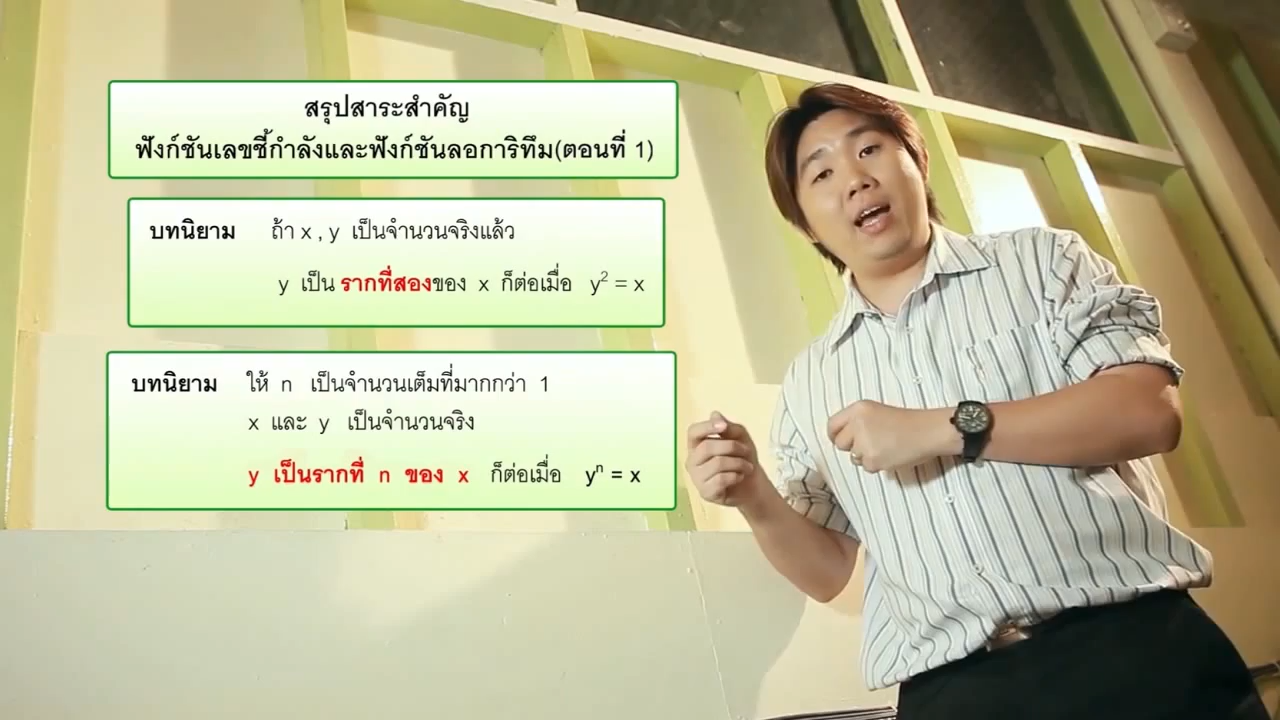 สรุปสาระสำคัญ
ฟังก์ชันเลขชี้กำลังและฟังก์ชันลอการิทึม(ตอนที่ 1)
บทนิยาม ถ้า x , y เป็นจำนวนจริงแล้ว
y เป็น รากที่สองของ x ก็ต่อเมื่อ y² = x
บทนิยาม ให้ n เป็นจำนวนเต็มที่มากกว่า 1
x และ y เป็นจำนวนจริง
y เป็นรากที่ n ของ x ก็ต่อเมื่อ yⁿ = x